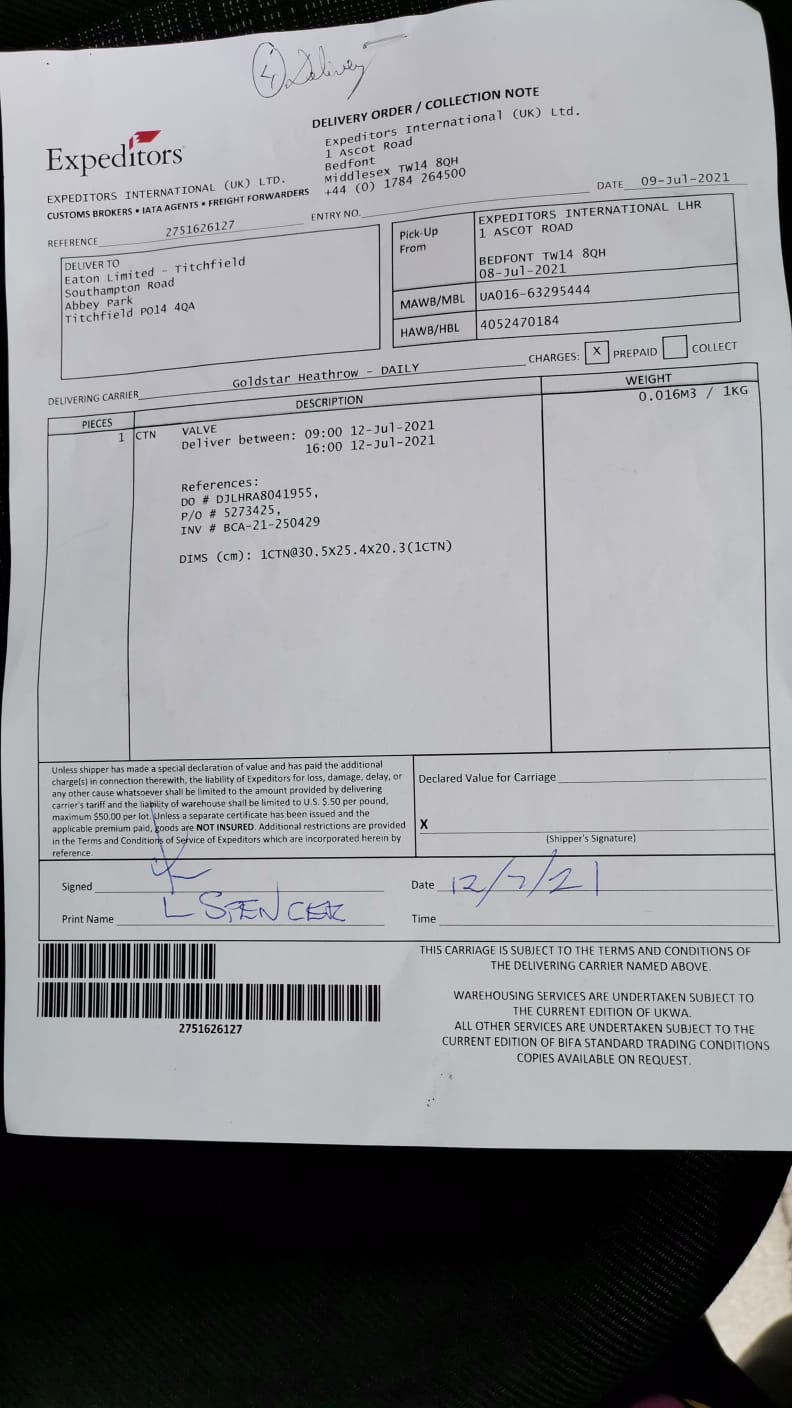 4 Delivery
DELIVERY ORDER / COLLECTION NOTE
Expeditors International (UK) Ltd.
1 Ascot Road
Bedfont
Middlesex TW14 8QH
+44 (0) 1784 264500
Expeditors
EXPEDITORS INTERNATIONAL (UK) LTD.
CUSTOMS BROKERS • IATA AGENTS • FREIGHT FORWARDERS
DATE 09-Jul-2021
REFERENCE 2751626127 ENTRY NO.
DELIVER TO
Eaton Limited - Titchfield
Southampton Road
Abbey Park
Titchfield PO14 4QA
Pick-Up From
EXPEDITORS INTERNATIONAL LHR
1 ASCOT ROAD
BEDFONT TW14 8QH
08-Jul-2021
MAWB/MBL UA016-63295444
HAWB/HBL 4052470184
DELIVERING CARRIER Goldstar Heathrow - DAILY
CHARGES: X PREPAID COLLECT
PIECES DESCRIPTION WEIGHT
1 CTN VALVE 0.016M3 / 1KG
Deliver between: 09:00 12-Jul-2021
16:00 12-Jul-2021
References:
DO # DJLHRA8041955,
P/O # 5273425,
INV # BCA-21-250429
DIMS (cm): 1CTN@30.5X25.4X20.3(1CTN)
Unless shipper has made a special declaration of value and has paid the additional
charge(s) in connection therewith, the liability of Expeditors for loss, damage, delay, or
any other cause whatsoever shall be limited to the amount provided by delivering
carrier's tariff and the liability of warehouse shall be limited to U.S. $.50 per pound,
maximum $50.00 per lot. Unless a separate certificate has been issued and the
applicable premium paid, goods are NOT INSURED. Additional restrictions are provided
in the Terms and Conditions of Service of Expeditors which are incorporated herein by
reference.
Declared Value for Carriage
X
(Shipper's Signature)
Signed
Date 12/7/21
Print Name L SPENCER
Time
2751626127
THIS CARRIAGE IS SUBJECT TO THE TERMS AND CONDITIONS OF
THE DELIVERING CARRIER NAMED ABOVE.
WAREHOUSING SERVICES ARE UNDERTAKEN SUBJECT TO
THE CURRENT EDITION OF UKWA.
ALL OTHER SERVICES ARE UNDERTAKEN SUBJECT TO THE
CURRENT EDITION OF BIFA STANDARD TRADING CONDITIONS
COPIES AVAILABLE ON REQUEST.